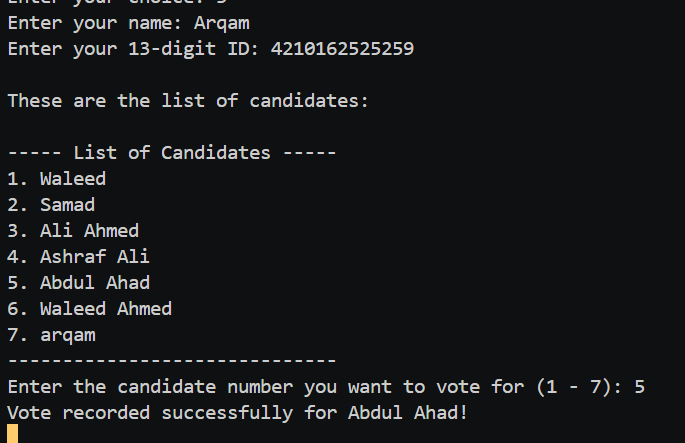 Enter your choice: 3
Enter your name: Arqam
Enter your 13-digit ID: 4210162525259
These are the list of candidates:
----- List of Candidates -----
1. Waleed
2. Samad
3. Ali Ahmed
4. Ashraf Ali
5. Abdul Ahad
6. Waleed Ahmed
7. arqam
------------------------------
Enter the candidate number you want to vote for (1 - 7): 5
Vote recorded successfully for Abdul Ahad!